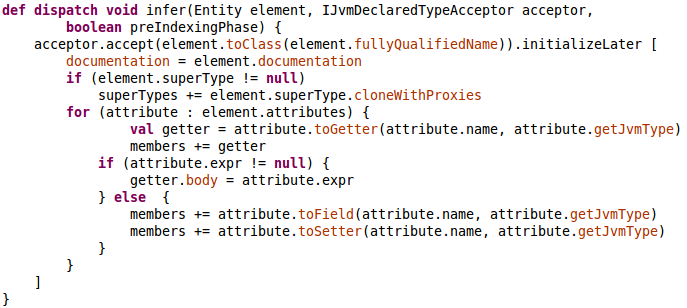 def dispatch void infer(Entity element, IJvmDeclaredTypeAcceptor acceptor,
        boolean preIndexingPhase) {
    acceptor.accept(element.toClass(element.fullyQualifiedName)).initializeLater [
        documentation = element.documentation
        if (element.superType != null)
            superTypes += element.superType.cloneWithProxies
        for (attribute : element.attributes) {
                val getter = attribute.toGetter(attribute.name, attribute.getJvmType)
                members += getter
            if (attribute.expr != null) {
                getter.body = attribute.expr
            } else  {
                members += attribute.toField(attribute.name, attribute.getJvmType)
                members += attribute.toSetter(attribute.name, attribute.getJvmType)
            }
        }
    ]
}